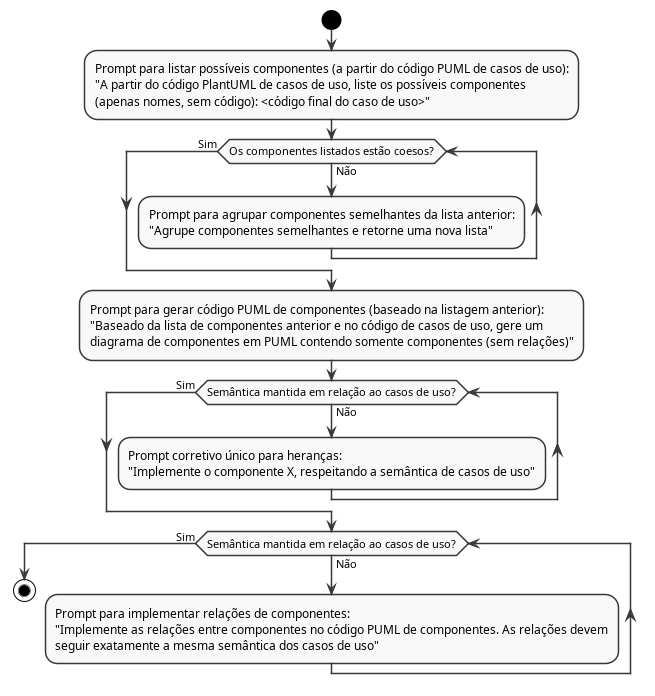 Prompt para listar possíveis componentes (a partir do código PUML de casos de uso):
"A partir do código PlantUML de casos de uso, liste os possíveis componentes
(apenas nomes, sem código): <código final do caso de uso>"
Sim
Os componentes listados estão coesos?
Não
Prompt para agrupar componentes semelhantes da lista anterior:
"Agrupe componentes semelhantes e retorne uma nova lista"
Prompt para gerar código PUML de componentes (baseado na listagem anterior):
"Baseado da lista de componentes anterior e no código de casos de uso, gere um
diagrama de componentes em PUML contendo somente componentes (sem relações)"
Sim
Semântica mantida em relação ao casos de uso?
Não
Prompt corretivo único para heranças:
"Implemente o componente X, respeitando a semântica de casos de uso"
Sim
Semântica mantida em relação ao casos de uso?
Não
Prompt para implementar relações de componentes:
"Implemente as relações entre componentes no código PUML de componentes. As relações devem
seguir exatamente a mesma semântica dos casos de uso"